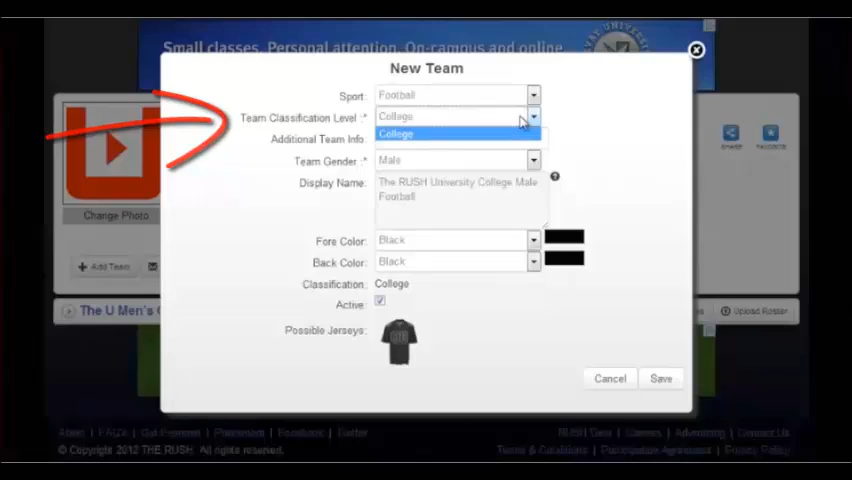 Small classes, Personal attention, On-campus and online.
New Team
Sport: Football
Team Classification Level :* College
College
Additional Team Info:
Team Gender :* Male
Display Name: The RUSH University College Male
Football
Fore Color: Black
Back Color: Black
Classification: College
Active:
Possible Jerseys:
Cancel Save
Change Photo
SHARE FAVORITE
+ Add Team
The U Men's
Upload Roster
About | FAQ's | Get Exposed | Placement | Facebook | Twitter
RUSH Gear | Careers | Advertising | Contact Us
© Copyright 2012 THE RUSH. All rights reserved.
Terms & Conditions | Participation Agreement | Privacy Policy